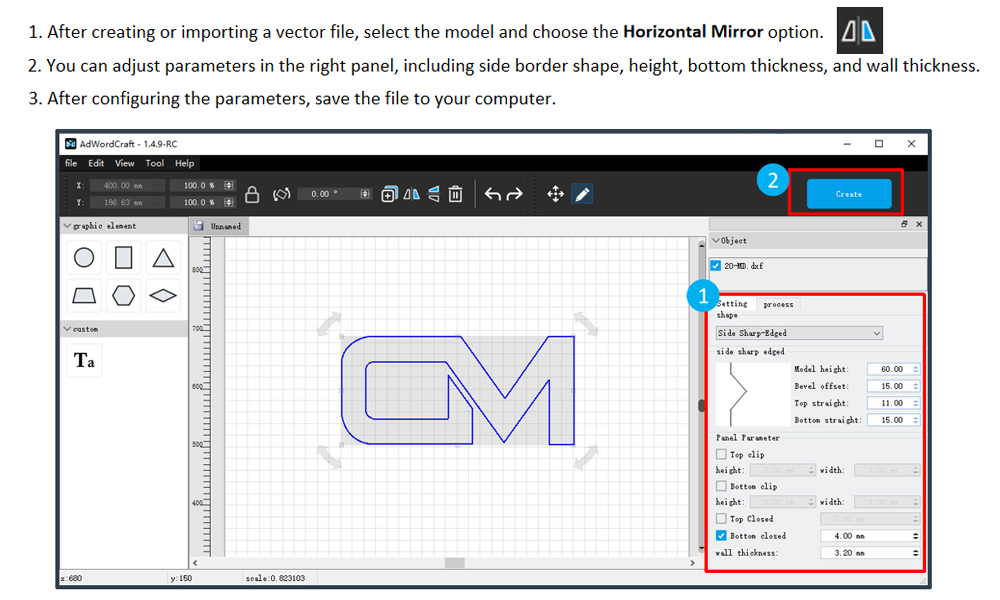 1. After creating or importing a vector file, select the model and choose the Horizontal Mirror option.
2. You can adjust parameters in the right panel, including side border shape, height, bottom thickness, and wall thickness.
3. After configuring the parameters, save the file to your computer.
AdWordCraft - 1.4.9-RC
file Edit View Tool Help
X: 400.00 mm 100.0 %
0.00 °
Y: 186.63 mm 100.0 %
2
Create
graphic element
Unnamed
Object
20-MD.dxf
800
1
Setting process
shape
custom
700
Side Sharp-Edged
Ta
side sharp edged
Model height: 60.00
Bevel offset: 15.00
600
Top straight: 11.00
Bottom straight: 15.00
Panel Parameter
500
Top clip
height: 5.00 mm width: 1.00 mm
Bottom clip
400
height: 5.00 mm width: 1.00 mm
Top Closed
Bottom closed 4.00 mm
wall thickness: 3.20 mm
x:680 y:150 scale:0.823103